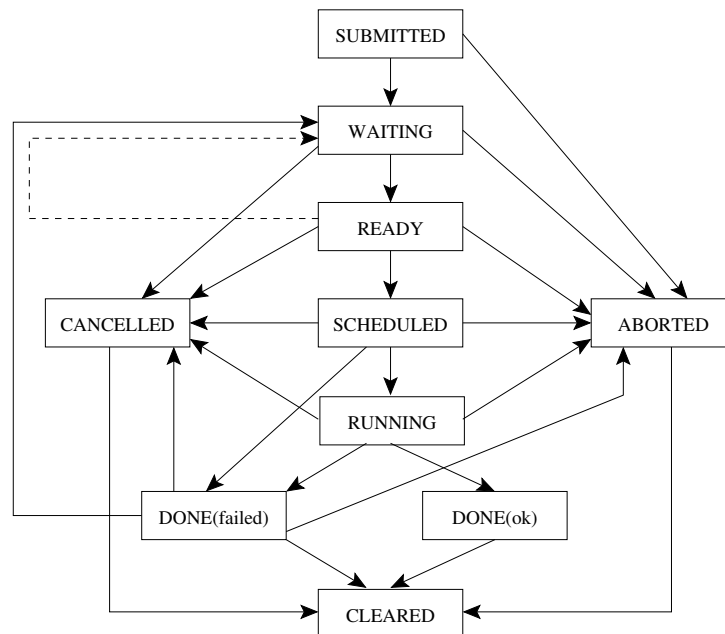 SUBMITTED
WAITING
READY
CANCELLED
SCHEDULED
ABORTED
RUNNING
DONE(failed)
DONE(ok)
CLEARED